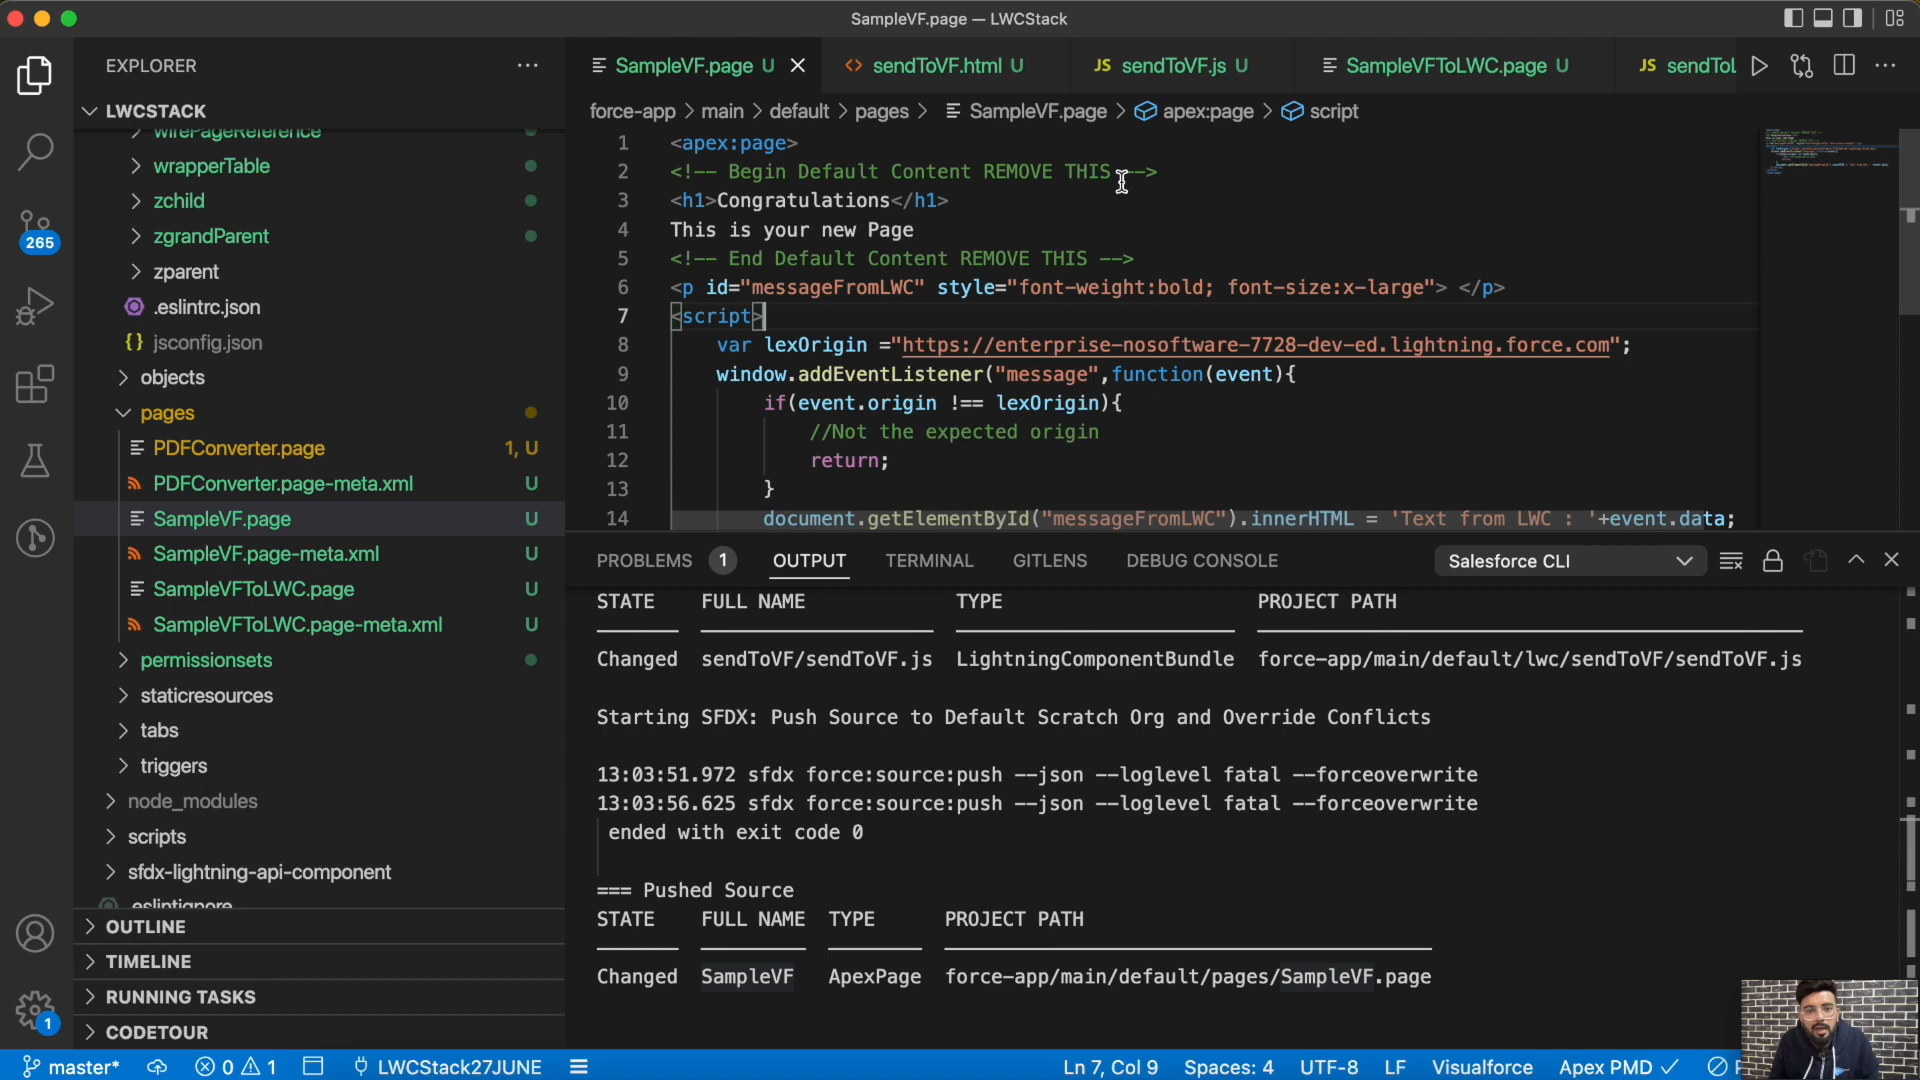 SampleVF.page — LWCStack
EXPLORER
LWCSTACK
wirePageReference
wrapperTable
zchild
zgrandParent
zparent
.eslintrc.json
jsconfig.json
objects
pages
PDFConverter.page 1, U
PDFConverter.page-meta.xml U
SampleVF.page U
SampleVF.page-meta.xml U
SampleVFToLWC.page U
SampleVFToLWC.page-meta.xml U
permissionsets
staticresources
tabs
triggers
node_modules
scripts
sfdx-lightning-api-component
.eslintignore
OUTLINE
TIMELINE
RUNNING TASKS
CODETOUR
265
1
SampleVF.page U sendToVF.html U JS sendToVF.js U SampleVFToLWC.page U JS sendToL
force-app > main > default > pages > SampleVF.page > apex:page > script
1 <apex:page>
2 <!-- Begin Default Content REMOVE THIS -->
3 <h1>Congratulations</h1>
4 This is your new Page
5 <!-- End Default Content REMOVE THIS -->
6 <p id="messageFromLWC" style="font-weight:bold; font-size:x-large"> </p>
7 <script>
8 var lexOrigin ="https://enterprise-nosoftware-7728-dev-ed.lightning.force.com";
9 window.addEventListener("message",function(event){
10 if(event.origin !== lexOrigin){
11 //Not the expected origin
12 return;
13 }
14 document.getElementById("messageFromLWC").innerHTML = 'Text from LWC : '+event.data;
PROBLEMS 1 OUTPUT TERMINAL GITLENS DEBUG CONSOLE Salesforce CLI
STATE FULL NAME TYPE PROJECT PATH
Changed sendToVF/sendToVF.js LightningComponentBundle force-app/main/default/lwc/sendToVF/sendToVF.js
Starting SFDX: Push Source to Default Scratch Org and Override Conflicts
13:03:51.972 sfdx force:source:push --json --loglevel fatal --forceoverwrite
13:03:56.625 sfdx force:source:push --json --loglevel fatal --forceoverwrite
ended with exit code 0
=== Pushed Source
STATE FULL NAME TYPE PROJECT PATH
Changed SampleVF ApexPage force-app/main/default/pages/SampleVF.page
master* 0 1 LWCStack27JUNE Ln 7, Col 9 Spaces: 4 UTF-8 LF Visualforce Apex PMD ✓